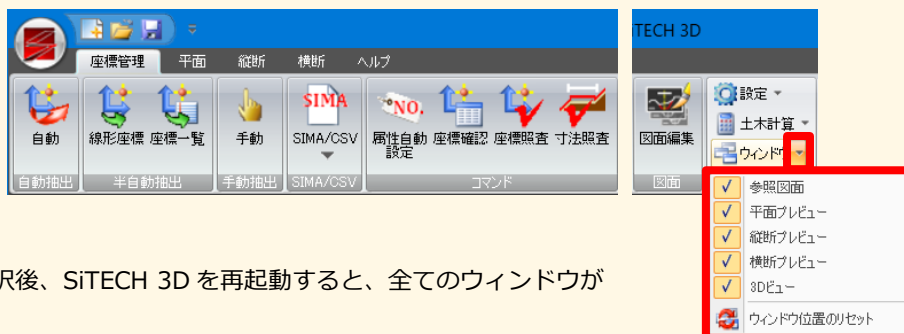 iTECH 3D
座標管理 平面 縦断 横断 ヘルプ
自動 線形座標 座標一覧 手動 SIMA SIMA/CSV NO. 属性自動設定 座標確認 座標照査 寸法照査
自動抽出 半自動抽出 手動抽出 SIMA/CSV コマンド
図面編集
図面
設定
土木計算
ウィンドウ
参照図面
平面プレビュー
縦断プレビュー
横断プレビュー
3Dビュー
ウィンドウ位置のリセット
択後、SiTECH 3D を再起動すると、全てのウィンドウが